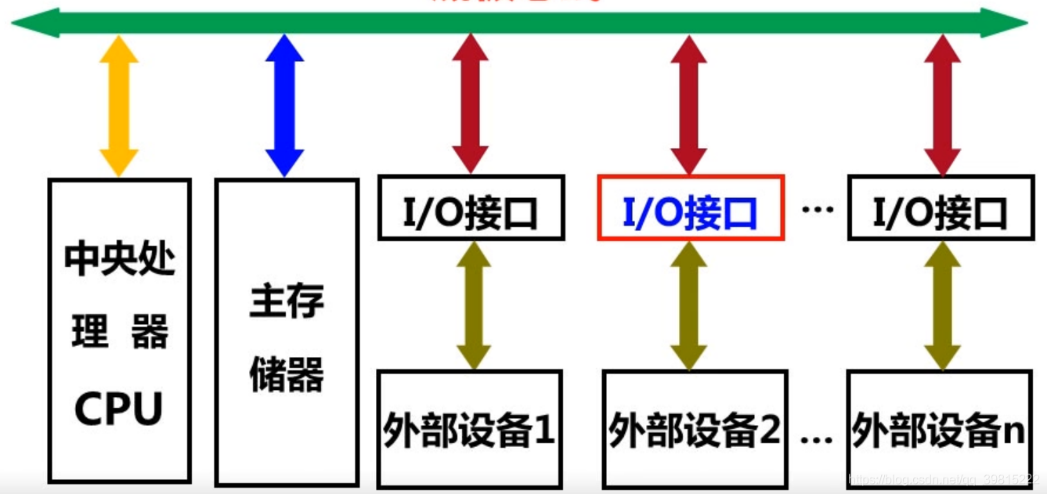 I/O接口
I/O接口
...
I/O接口
中央处
理 器
CPU
主存
储器
外部设备1
外部设备2
...
外部设备n